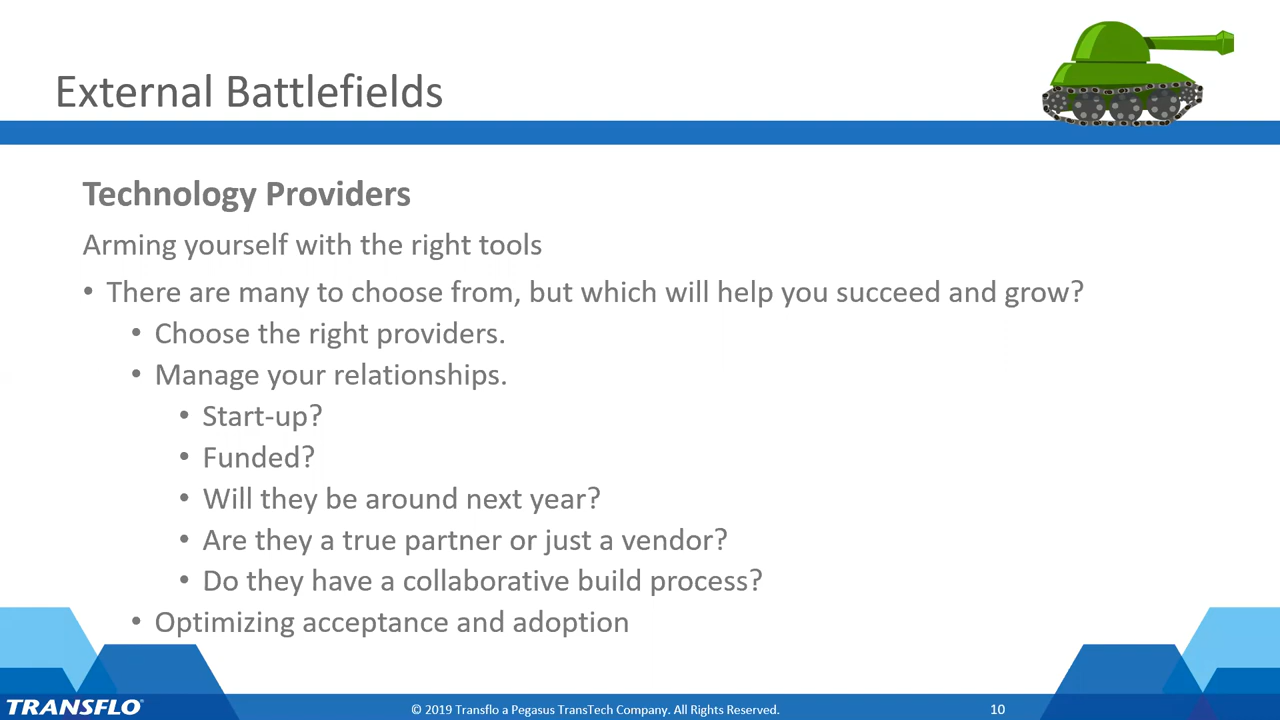 External Battlefields
Technology Providers
Arming yourself with the right tools
• There are many to choose from, but which will help you succeed and grow?
• Choose the right providers.
• Manage your relationships.
• Start-up?
• Funded?
• Will they be around next year?
• Are they a true partner or just a vendor?
• Do they have a collaborative build process?
• Optimizing acceptance and adoption
TRANSFLO®
© 2019 Transflo a Pegasus TransTech Company. All Rights Reserved.
10